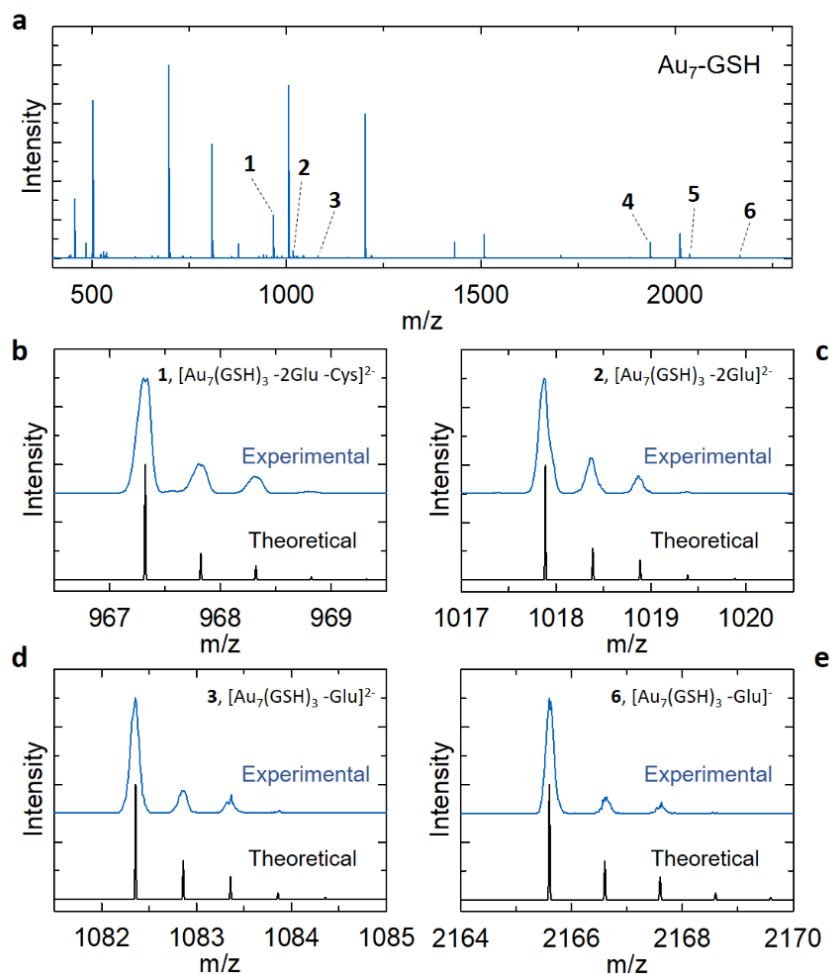 a
Au₇-GSH
Intensity
1
2
3
4
5
6
500
1000
1500
2000
m/z
b
1, [Au₇(GSH)₃ -2Glu -Cys]²⁻
Intensity
Experimental
Theoretical
967
968
969
m/z
c
2, [Au₇(GSH)₃ -2Glu]²⁻
Intensity
Experimental
Theoretical
1017
1018
1019
1020
m/z
d
3, [Au₇(GSH)₃ -Glu]²⁻
Intensity
Experimental
Theoretical
1082
1083
1084
1085
m/z
e
6, [Au₇(GSH)₃ -Glu]⁻
Intensity
Experimental
Theoretical
2164
2166
2168
2170
m/z